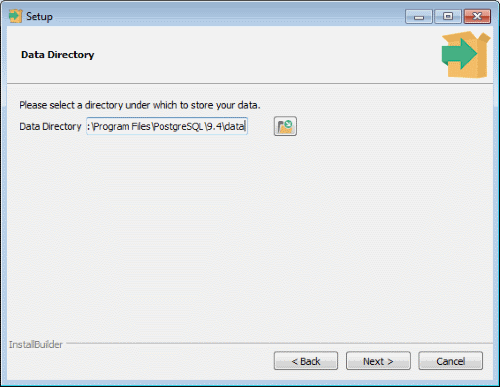 Setup
Data Directory
Please select a directory under which to store your data.
Data Directory :\Program Files\PostgreSQL\9.4\data
InstallBuilder
< Back Next > Cancel